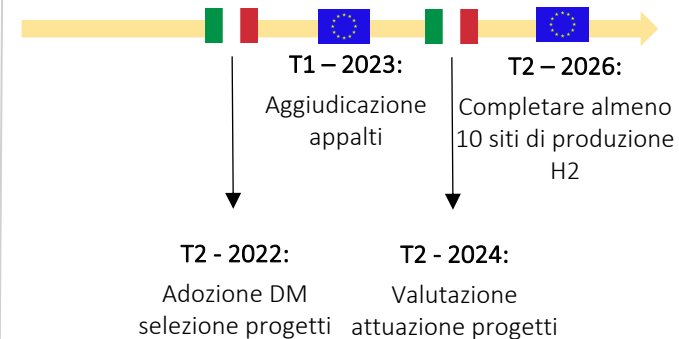 T1 – 2023:
Aggiudicazione
appalti
T2 – 2026:
Completare almeno
10 siti di produzione
H2
T2 - 2022:
Adozione DM
selezione progetti
T2 - 2024:
Valutazione
attuazione progetti